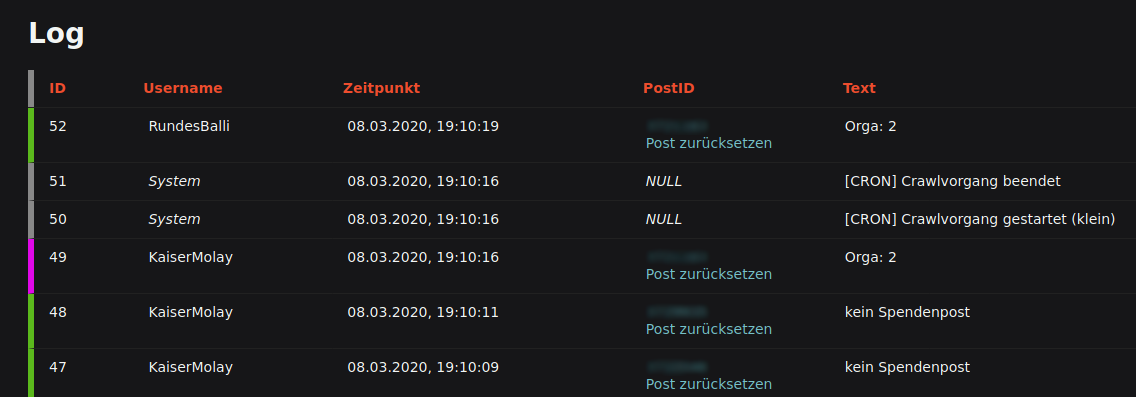 Log
ID Username Zeitpunkt PostID Text
52 RundesBalli 08.03.2020, 19:10:19 Orga: 2
Post zurücksetzen
51 System 08.03.2020, 19:10:16 NULL [CRON] Crawlvorgang beendet
50 System 08.03.2020, 19:10:16 NULL [CRON] Crawlvorgang gestartet (klein)
49 KaiserMolay 08.03.2020, 19:10:16 Orga: 2
Post zurücksetzen
48 KaiserMolay 08.03.2020, 19:10:11 kein Spendenpost
Post zurücksetzen
47 KaiserMolay 08.03.2020, 19:10:09 kein Spendenpost
Post zurücksetzen